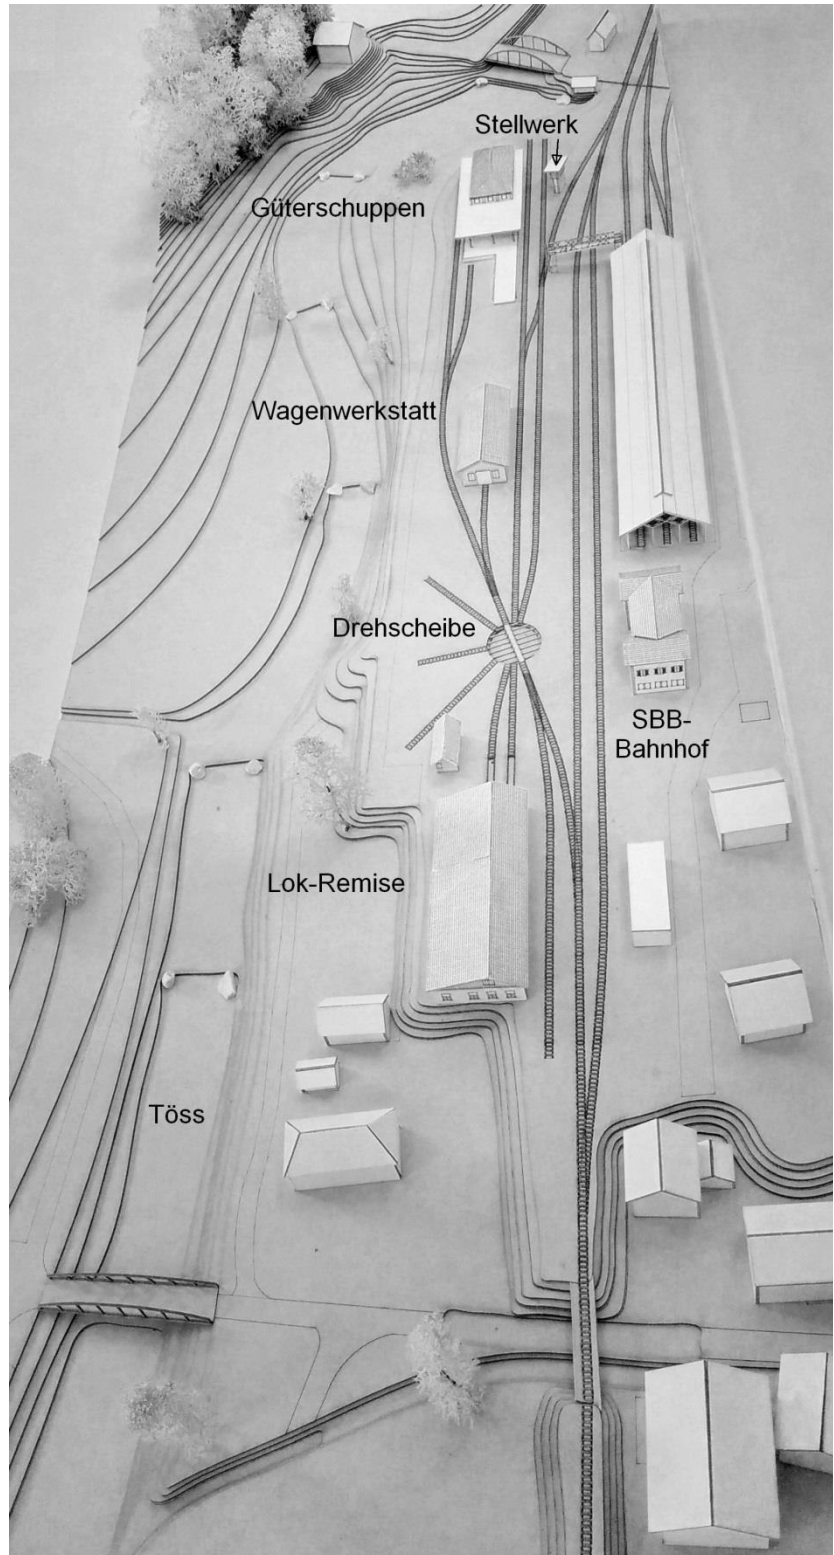 Stellwerk
Güterschuppen
Wagenwerkstatt
Drehscheibe
SBB-
Bahnhof
Lok-Remise
Töss